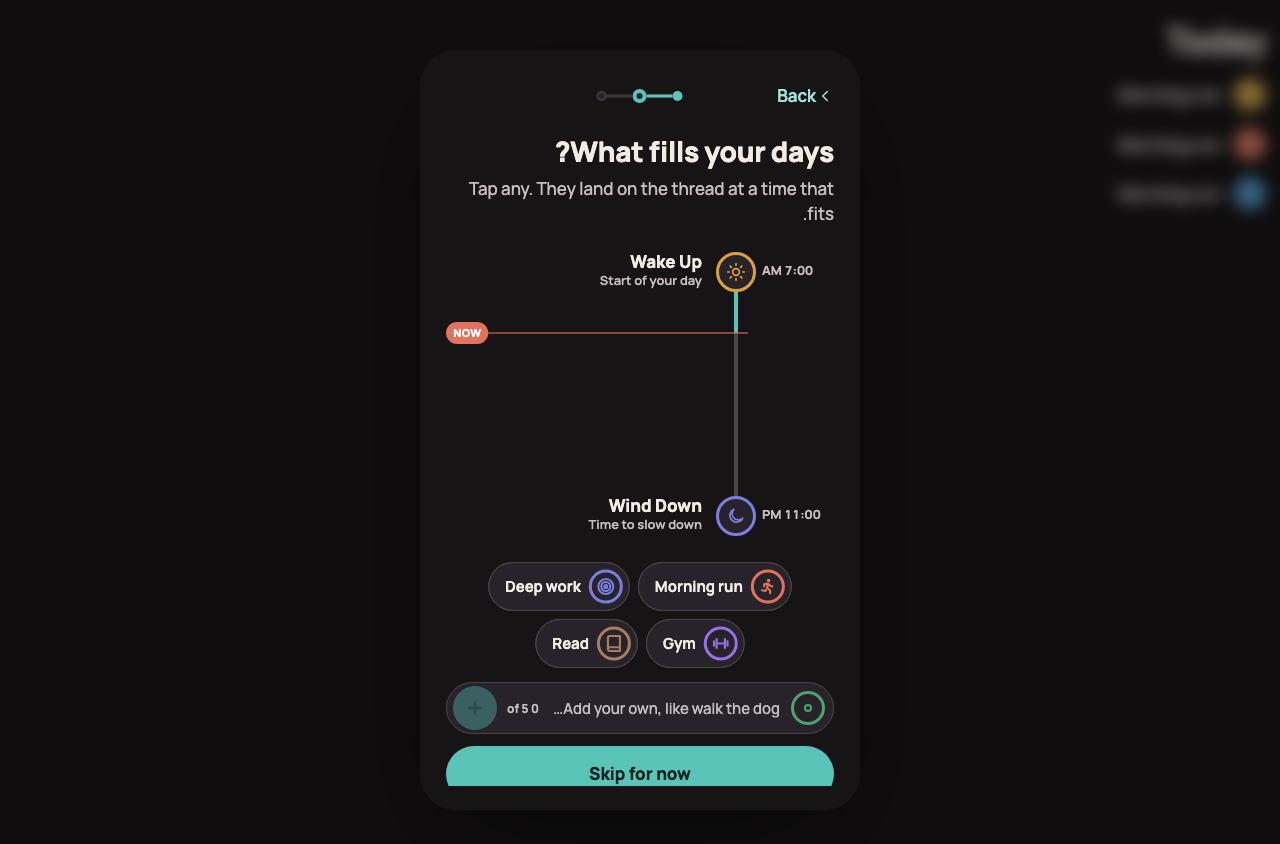 Today
Back
?What fills your days
Tap any. They land on the thread at a time that
.fits
Wake Up
Start of your day
AM 7:00
NOW
Wind Down
Time to slow down
PM 11:00
Morning run
Deep work
Gym
Read
…Add your own, like walk the dog
of 5 0
Skip for now